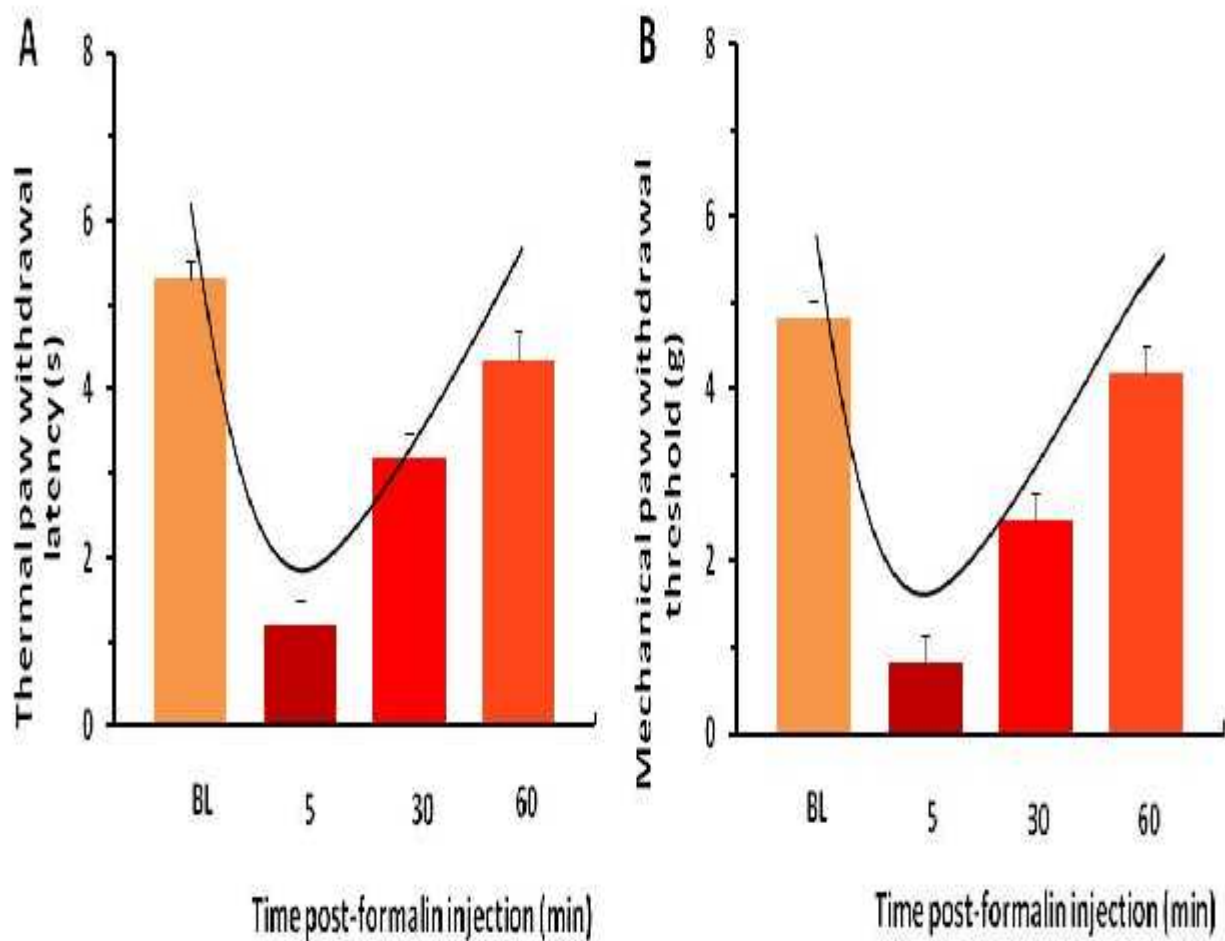 A
Thermal paw withdrawal
latency (s)
8
6
4
2
0
BL
5
30
60
Time post-formalin injection (min)
B
Mechanical paw withdrawal
threshold (g)
8
6
4
2
0
BL
5
30
60
Time post-formalin injection (min)